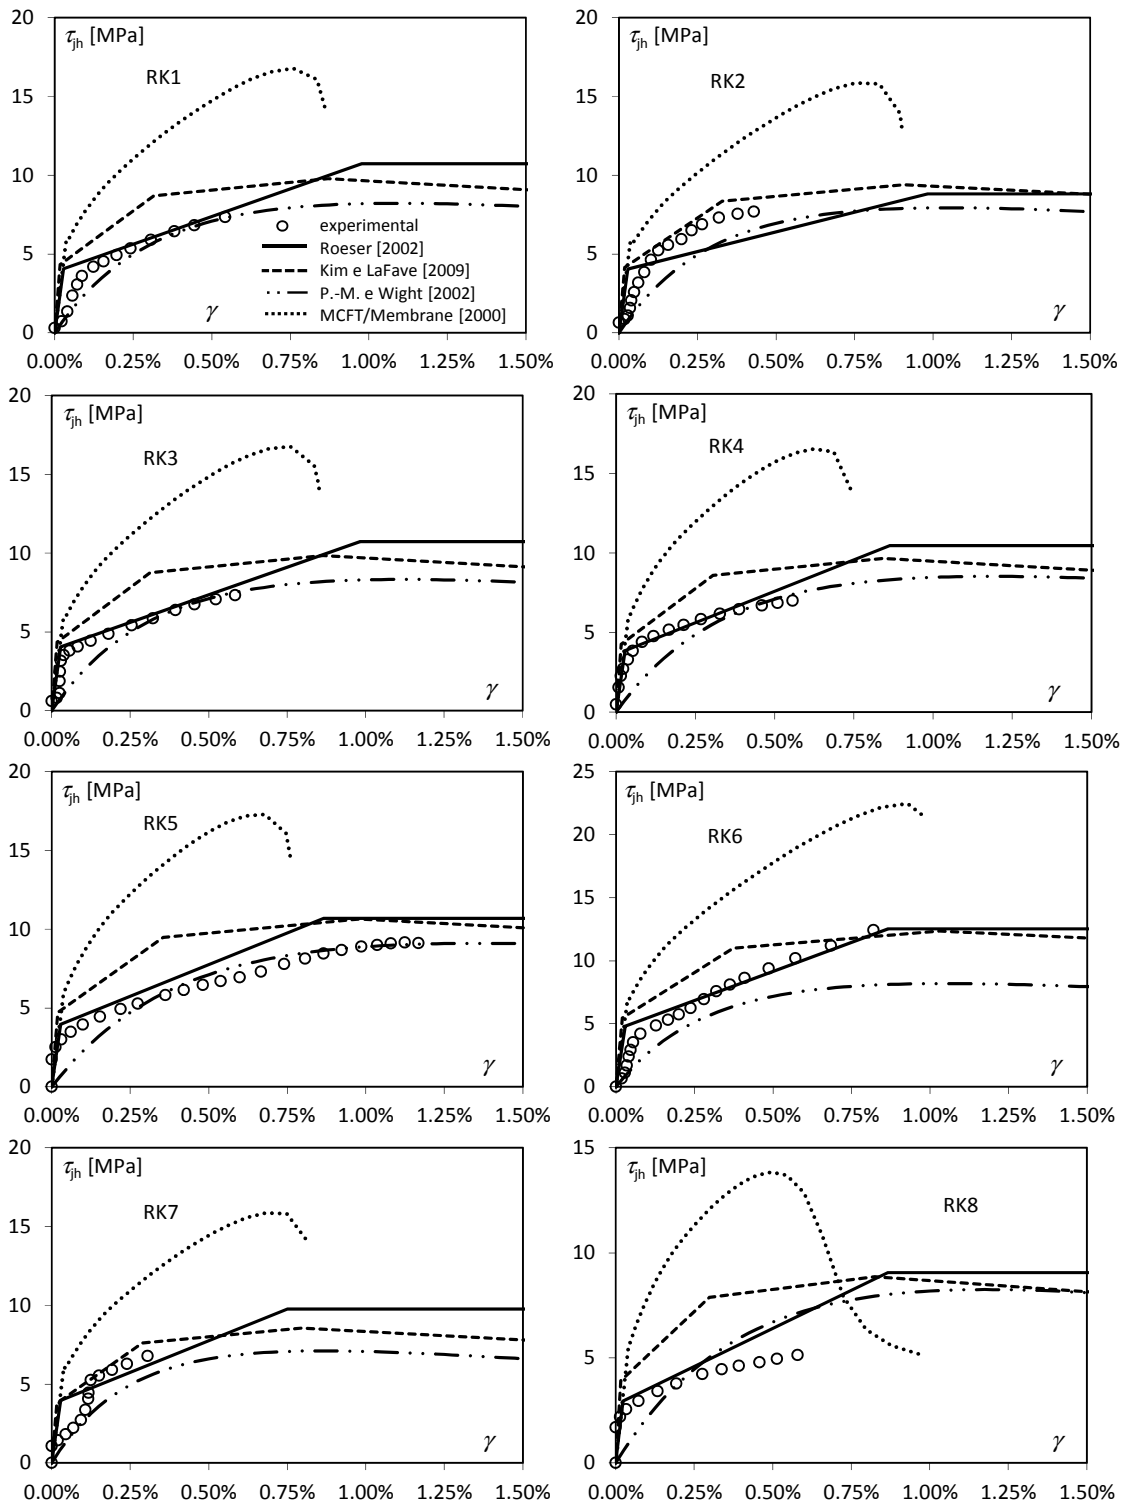 20
15
10
5
0
τjh [MPa]
RK1
experimental
Roeser [2002]
Kim e LaFave [2009]
P.-M. e Wight [2002]
MCFT/Membrane [2000]
γ
0.00% 0.25% 0.50% 0.75% 1.00% 1.25% 1.50%
20
15
10
5
0
τjh [MPa]
RK2
γ
0.00% 0.25% 0.50% 0.75% 1.00% 1.25% 1.50%
20
15
10
5
0
τjh [MPa]
RK3
γ
0.00% 0.25% 0.50% 0.75% 1.00% 1.25% 1.50%
20
15
10
5
0
τjh [MPa]
RK4
γ
0.00% 0.25% 0.50% 0.75% 1.00% 1.25% 1.50%
20
15
10
5
0
τjh [MPa]
RK5
γ
0.00% 0.25% 0.50% 0.75% 1.00% 1.25% 1.50%
25
20
15
10
5
0
τjh [MPa]
RK6
γ
0.00% 0.25% 0.50% 0.75% 1.00% 1.25% 1.50%
20
15
10
5
0
τjh [MPa]
RK7
γ
0.00% 0.25% 0.50% 0.75% 1.00% 1.25% 1.50%
15
10
5
0
τjh [MPa]
RK8
γ
0.00% 0.25% 0.50% 0.75% 1.00% 1.25% 1.50%